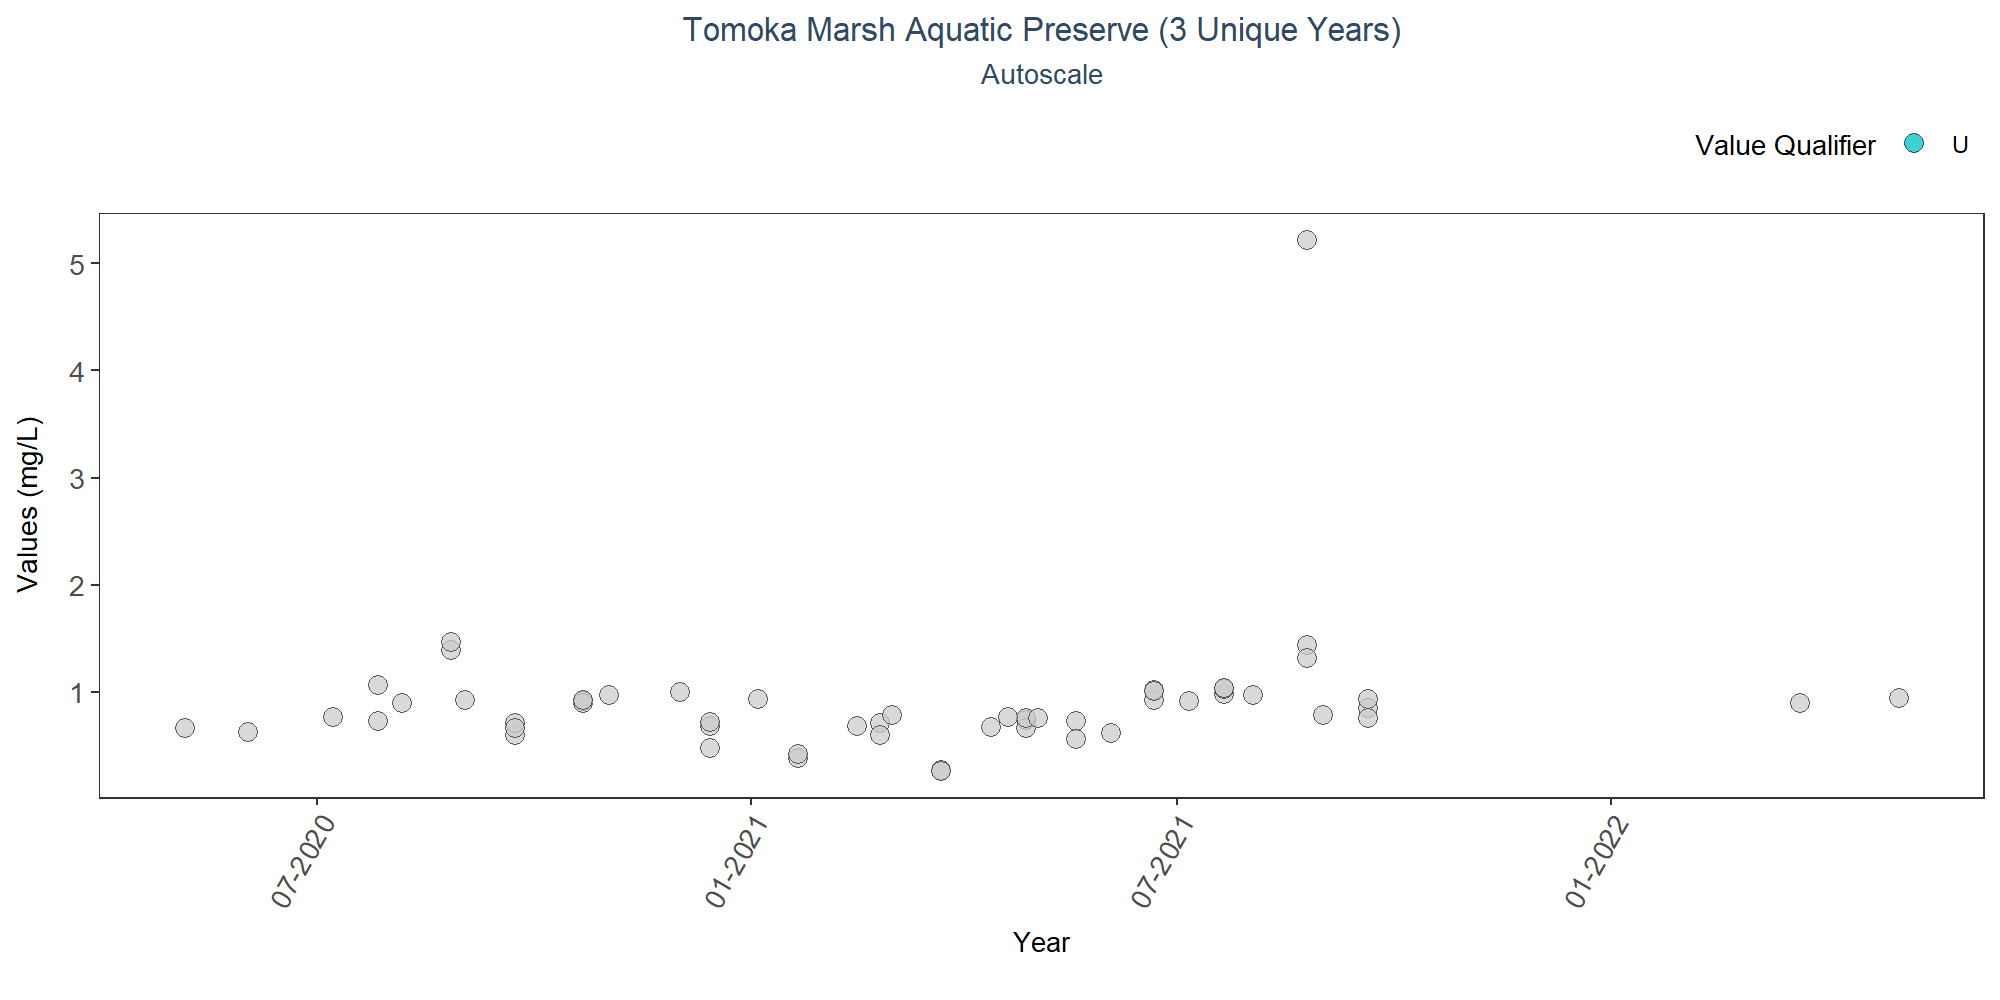 Tomoka Marsh Aquatic Preserve (3 Unique Years)
Autoscale
Value Qualifier U
5
4
3
2
1
Values (mg/L)
07-2020
01-2021
07-2021
01-2022
Year